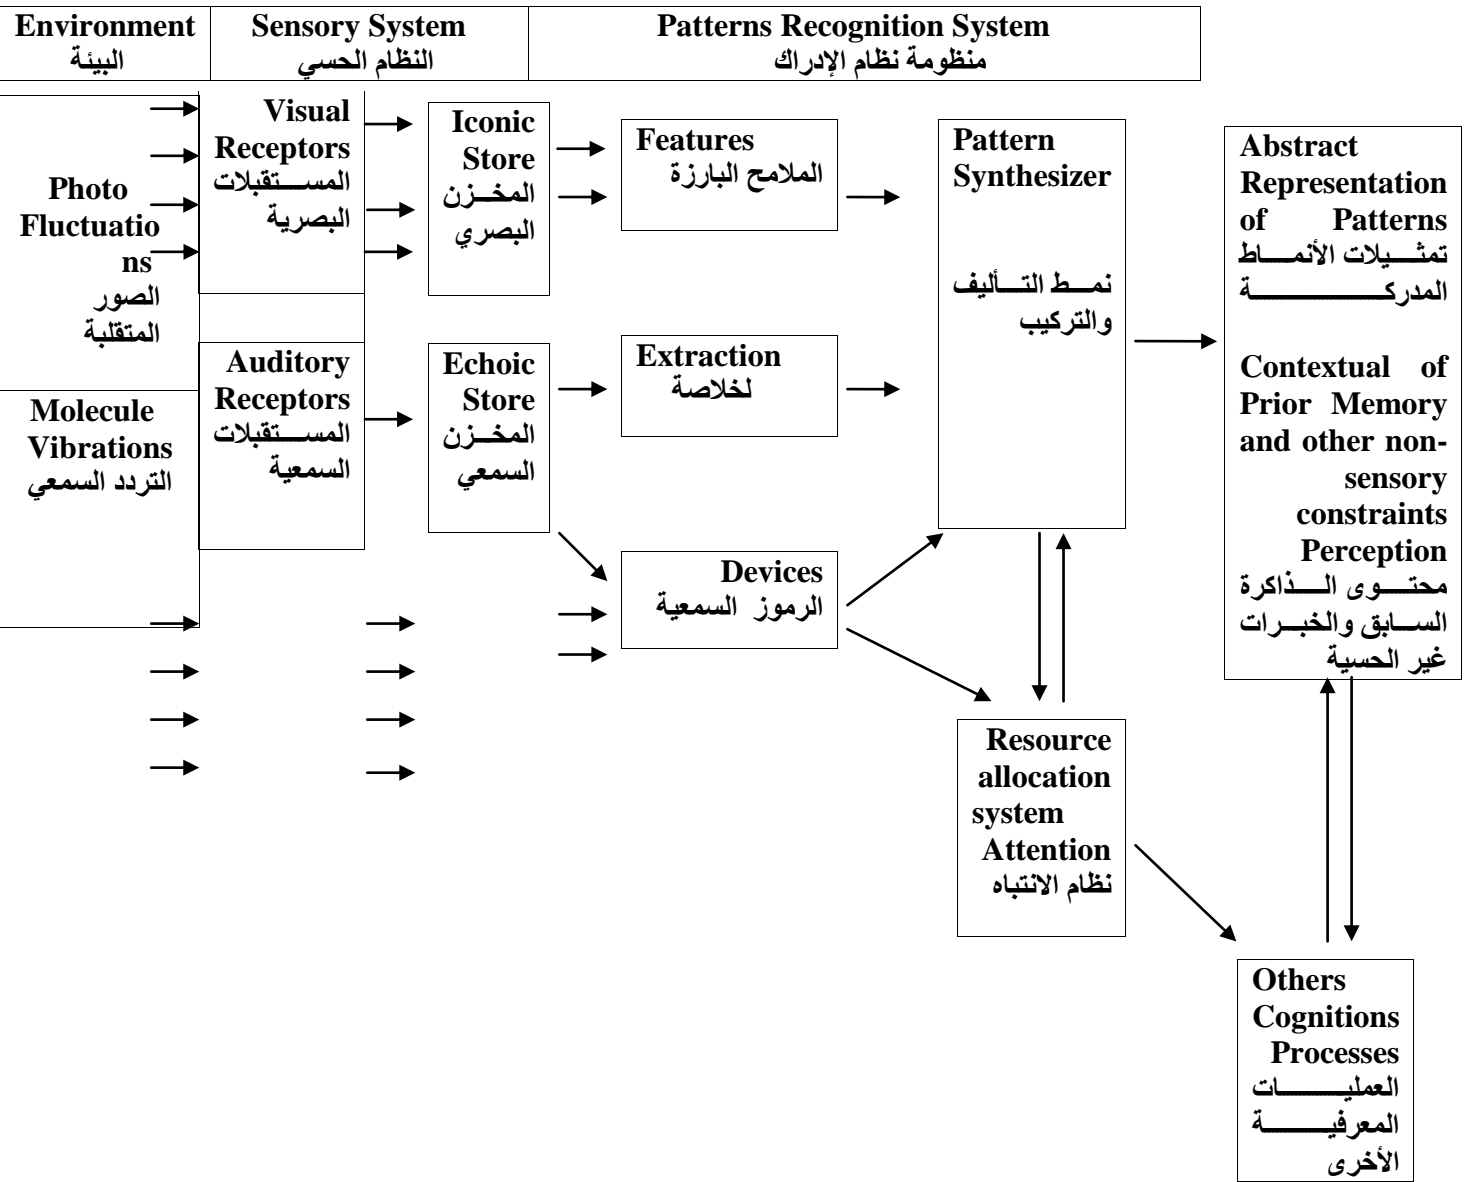 Environment
البيئة
Sensory System
النظام الحسي
Patterns Recognition System
منظومة نظام الإدراك
Photo
Fluctuatio
ns
الصور
المتقلبة
Molecule
Vibrations
التردد السمعي
Visual
Receptors
المستقبلات
البصرية
Auditory
Receptors
المستقبلات
السمعية
Iconic
Store
المخزن
البصري
Echoic
Store
المخزن
السمعي
Features
الملامح البارزة
Extraction
لخلاصة
Devices
الرموز السمعية
Pattern
Synthesizer
نمط التأليف
والتركيب
Resource
allocation
system
Attention
نظام الانتباه
Abstract
Representation
of Patterns
تمثيلات الأنماط
المدركة
Contextual of
Prior Memory
and other non-
sensory
constraints
Perception
محتوى الذاكرة
السابق والخبرات
غير الحسية
Others
Cognitions
Processes
العمليات
المعرفية
الأخرى